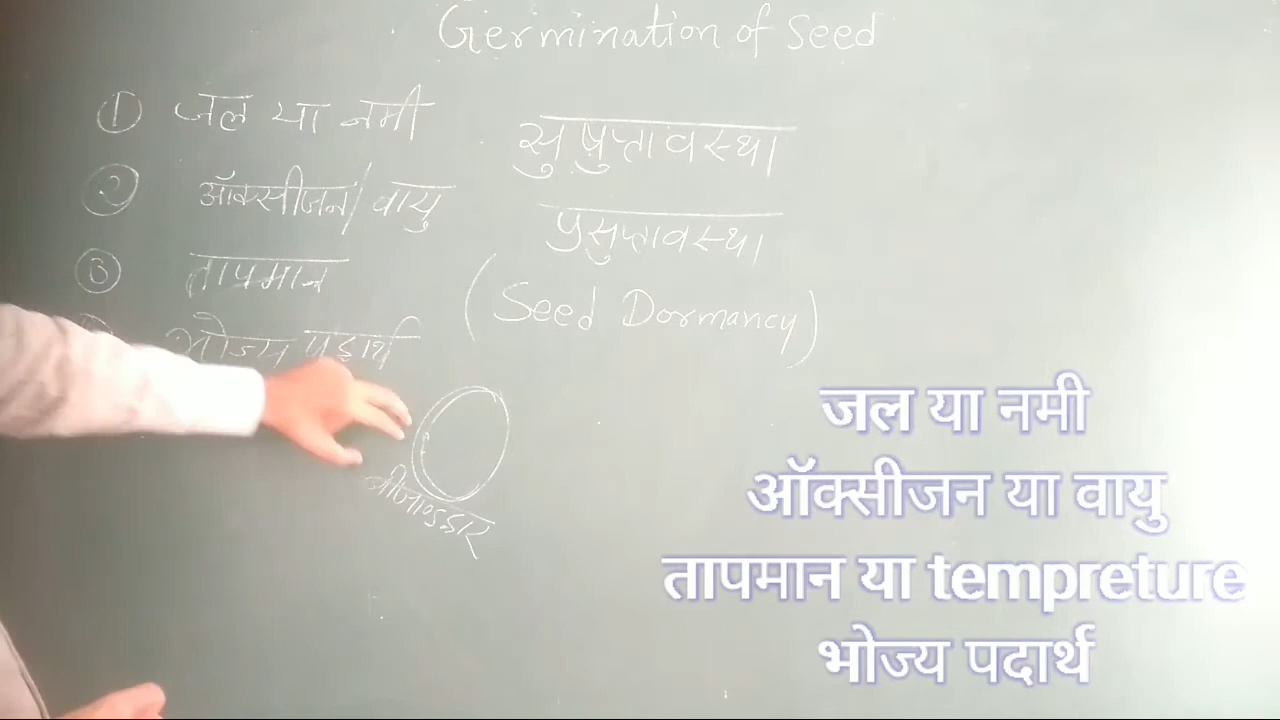 Germination of Seed
① जल या नमी
② ऑक्सीजन/वायु
③ तापमान
भोज्य पदार्थ
सुषुप्तावस्था
प्रसुप्तावस्था
(Seed Dormancy)
बीजाण्डद्वार
जल या नमी
ऑक्सीजन या वायु
तापमान या tempreture
भोज्य पदार्थ